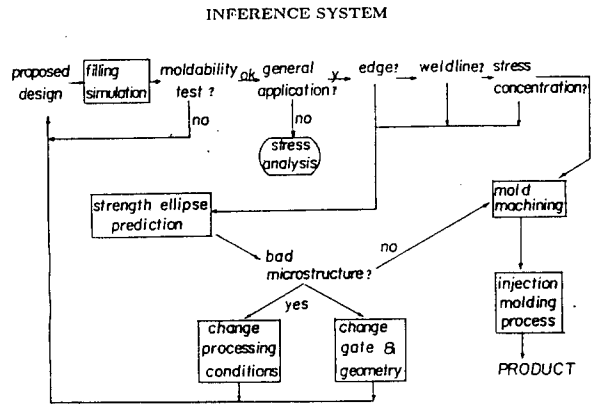 INFERENCE SYSTEM
proposed
design
filling
simulation
moldability
test ?
ok
general
application?
y
edge?
weldline?
stress
concentration?
no
no
stress
analysis
strength ellipse
prediction
mold
machining
bad
microstructure ?
no
yes
injection
molding
process
change
processing
conditions
change
gate &
geometry
PRODUCT